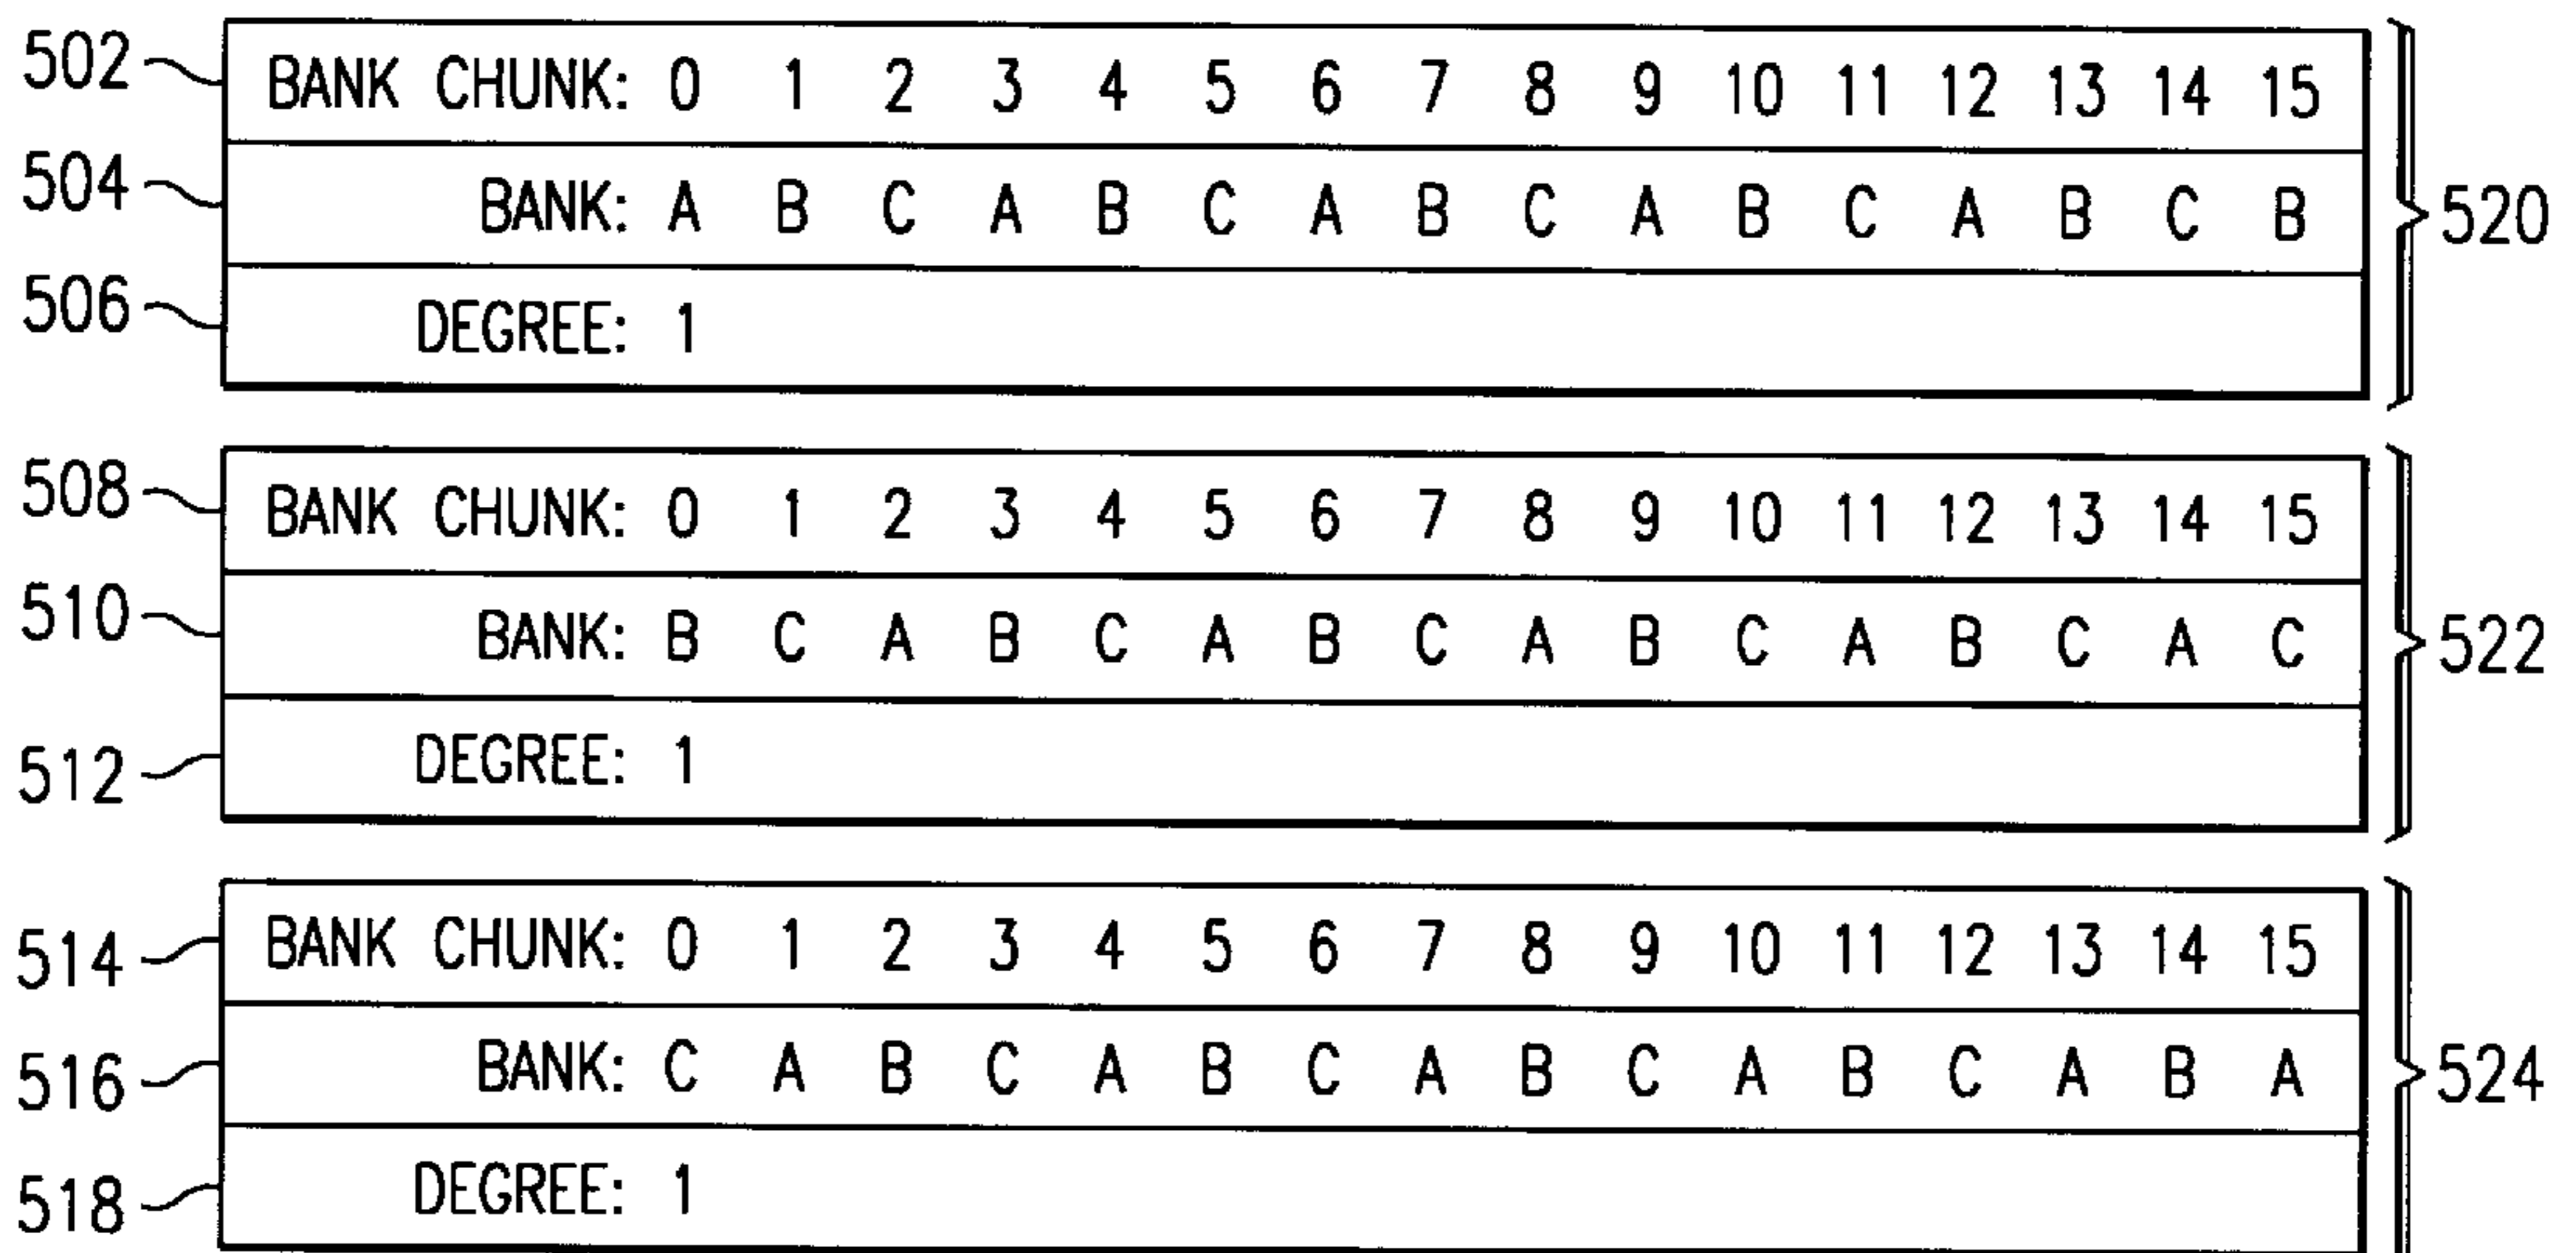 502 BANK CHUNK: 0 1 2 3 4 5 6 7 8 9 10 11 12 13 14 15
504 BANK: A B C A B C A B C A B C A B C B 520
506 DEGREE: 1
508 BANK CHUNK: 0 1 2 3 4 5 6 7 8 9 10 11 12 13 14 15
510 BANK: B C A B C A B C A B C A B C A C 522
512 DEGREE: 1
514 BANK CHUNK: 0 1 2 3 4 5 6 7 8 9 10 11 12 13 14 15
516 BANK: C A B C A B C A B C A B C A B A 524
518 DEGREE: 1